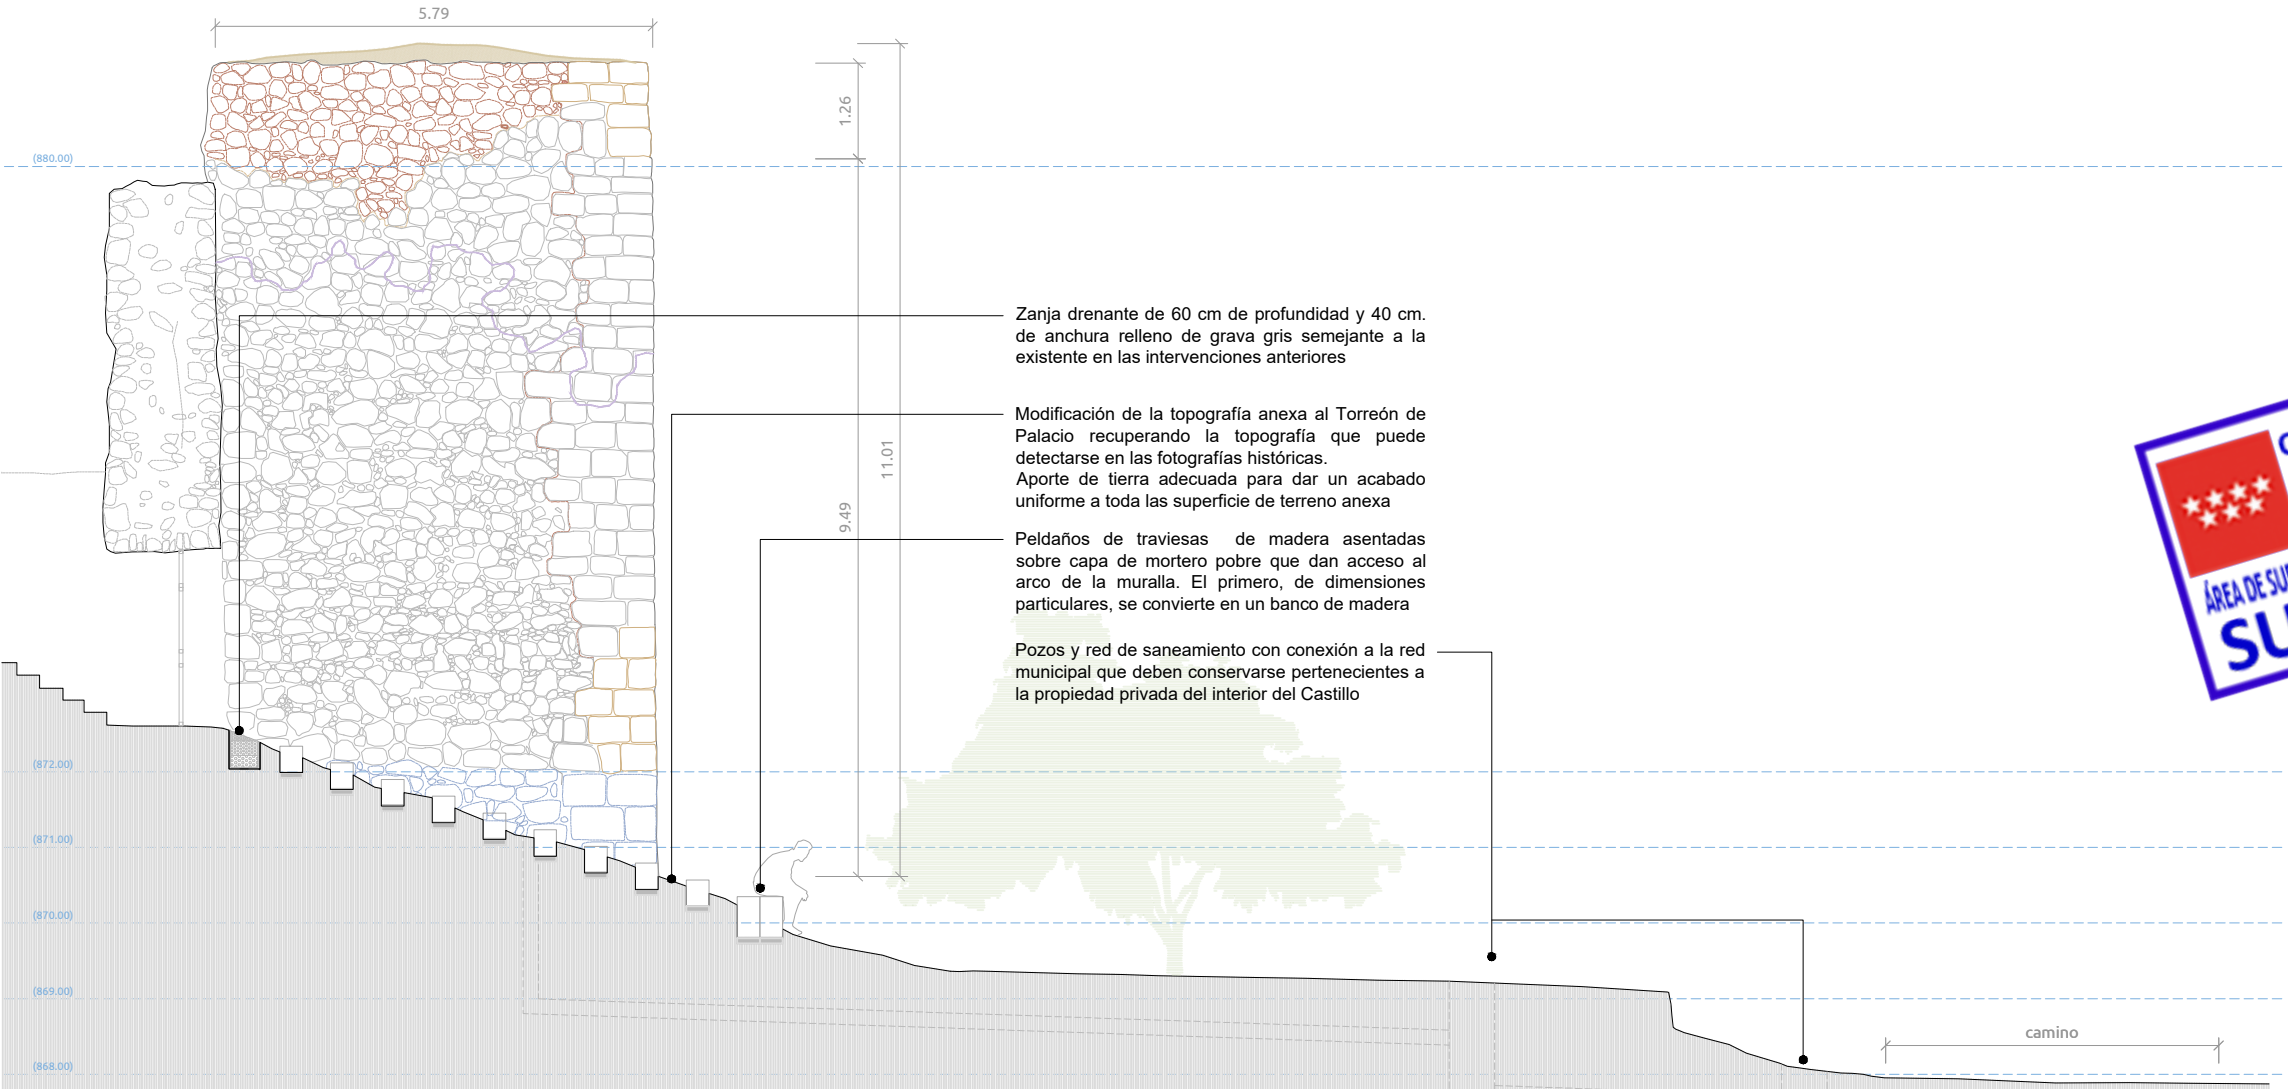 5.79
1.26
11.01
9.49
(880.00)
Zanja drenante de 60 cm de profundidad y 40 cm.
de anchura relleno de grava gris semejante a la
existente en las intervenciones anteriores
Modificación de la topografía anexa al Torreón de
Palacio recuperando la topografía que puede
detectarse en las fotografías históricas.
Aporte de tierra adecuada para dar un acabado
uniforme a toda las superficie de terreno anexa
Peldaños de traviesas de madera asentadas
sobre capa de mortero pobre que dan acceso al
arco de la muralla. El primero, de dimensiones
particulares, se convierte en un banco de madera
Pozos y red de saneamiento con conexión a la red
municipal que deben conservarse pertenecientes a
la propiedad privada del interior del Castillo
ÁREA DE
(872.00)
(871.00)
(870.00)
(869.00)
(868.00)
camino